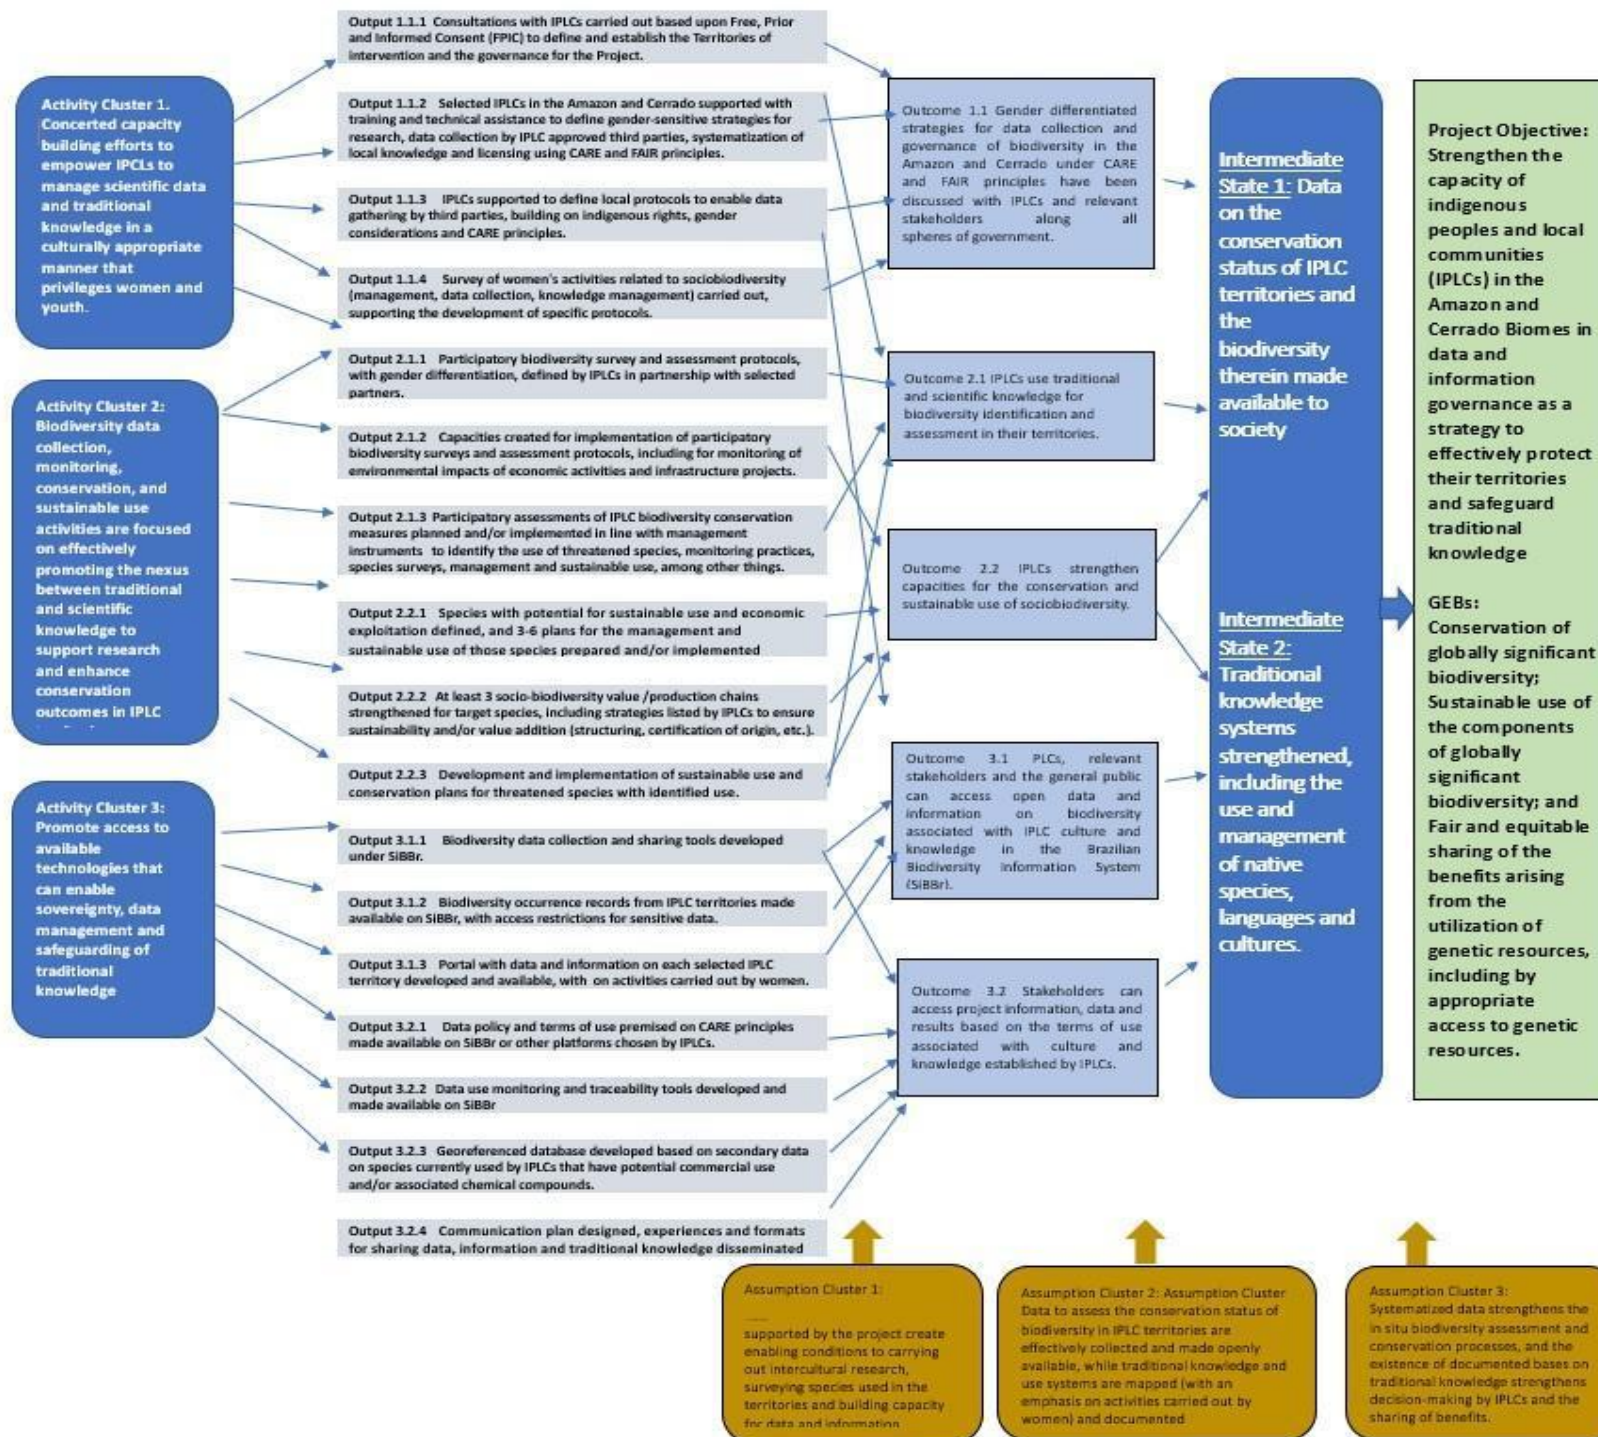 Activity Cluster 1.
Concerted capacity
building efforts to
empower IPCLs to
manage scientific data
and traditional
knowledge in a
culturally appropriate
manner that
privileges women and
youth.
Activity Cluster 2:
Biodiversity data
collection,
monitoring,
conservation, and
sustainable use
activities are focused
on effectively
promoting the nexus
between traditional
and scientific
knowledge to
support research
and enhance
conservation
outcomes in IPLC
Activity Cluster 3:
Promote access to
available
technologies that
can enable
sovereignty, data
management and
safeguarding of
traditional
knowledge
Output 1.1.1 Consultations with IPLCs carried out based upon Free, Prior
and Informed Consent (FPIC) to define and establish the Territories of
intervention and the governance for the Project.
Output 1.1.2 Selected IPLCs in the Amazon and Cerrado supported with
training and technical assistance to define gender-sensitive strategies for
research, data collection by IPLC approved third parties, systematization of
local knowledge and licensing using CARE and FAIR principles.
Output 1.1.3 IPLCs supported to define local protocols to enable data
gathering by third parties, building on indigenous rights, gender
considerations and CARE principles.
Output 1.1.4 Survey of women's activities related to sociobiodiversity
(management, data collection, knowledge management) carried out,
supporting the development of specific protocols.
Output 2.1.1 Participatory biodiversity survey and assessment protocols,
with gender differentiation, defined by IPLCs in partnership with selected
partners.
Output 2.1.2 Capacities created for implementation of participatory
biodiversity surveys and assessment protocols, including for monitoring of
environmental impacts of economic activities and infrastructure projects.
Output 2.1.3 Participatory assessments of IPLC biodiversity conservation
measures planned and/or implemented in line with management
instruments to identify the use of threatened species, monitoring practices,
species surveys, management and sustainable use, among other things.
Output 2.2.1 Species with potential for sustainable use and economic
exploitation defined, and 3-6 plans for the management and
sustainable use of those species prepared and/or implemented
Output 2.2.2 At least 3 socio-biodiversity value /production chains
strengthened for target species, including strategies listed by IPLCs to ensure
sustainability and/or value addition (structuring, certification of origin, etc.).
Output 2.2.3 Development and implementation of sustainable use and
conservation plans for threatened species with identified use.
Output 3.1.1 Biodiversity data collection and sharing tools developed
under SiBBr.
Output 3.1.2 Biodiversity occurrence records from IPLC territories made
available on SiBBr, with access restrictions for sensitive data.
Output 3.1.3 Portal with data and information on each selected IPLC
territory developed and available, with on activities carried out by women.
Output 3.2.1 Data policy and terms of use premised on CARE principles
made available on SiBBr or other platforms chosen by IPLCs.
Output 3.2.2 Data use monitoring and traceability tools developed and
made available on SiBBr
Output 3.2.3 Georeferenced database developed based on secondary data
on species currently used by IPLCs that have potential commercial use
and/or associated chemical compounds.
Output 3.2.4 Communication plan designed, experiences and formats
for sharing data, information and traditional knowledge disseminated
Outcome 1.1 Gender differentiated
strategies for data collection and
governance of biodiversity in the
Amazon and Cerrado under CARE
and FAIR principles have been
discussed with IPLCs and relevant
stakeholders along all
spheres of government.
Outcome 2.1 IPLCs use traditional
and scientific knowledge for
biodiversity identification and
assessment in their territories.
Outcome 2.2 IPLCs strengthen
capacities for the conservation and
sustainable use of sociobiodiversity.
Outcome 3.1 PLCs, relevant
stakeholders and the general public
can access open data and
information on biodiversity
associated with IPLC culture and
knowledge in the Brazilian
Biodiversity Information System
(SiBBr).
Outcome 3.2 Stakeholders can
access project information, data and
results based on the terms of use
associated with culture and
knowledge established by IPLCs.
Intermediate
State 1: Data
on the
conservation
status of IPLC
territories and
the
biodiversity
therein made
available to
society
Intermediate
State 2:
Traditional
knowledge
systems
strengthened,
including the
use and
management
of native
species,
languages and
cultures.
Project Objective:
Strengthen the
capacity of
indigenous
peoples and local
communities
(IPLCs) in the
Amazon and
Cerrado Biomes in
data and
information
governance as a
strategy to
effectively protect
their territories
and safeguard
traditional
knowledge
GEBs:
Conservation of
globally significant
biodiversity;
Sustainable use of
the components
of globally
significant
biodiversity; and
Fair and equitable
sharing of the
benefits arising
from the
utilization of
genetic resources,
including by
appropriate
access to genetic
resources.
Assumption Cluster 1:
supported by the project create
enabling conditions to carrying
out intercultural research,
surveying species used in the
territories and building capacity
for data and information
Assumption Cluster 2: Assumption Cluster
Data to assess the conservation status of
biodiversity in IPLC territories are
effectively collected and made openly
available, while traditional knowledge and
use systems are mapped (with an
emphasis on activities carried out by
women) and documented
Assumption Cluster 3:
Systematized data strengthens the
in situ biodiversity assessment and
conservation processes, and the
existence of documented bases on
traditional knowledge strengthens
decision-making by IPLCs and the
sharing of benefits.